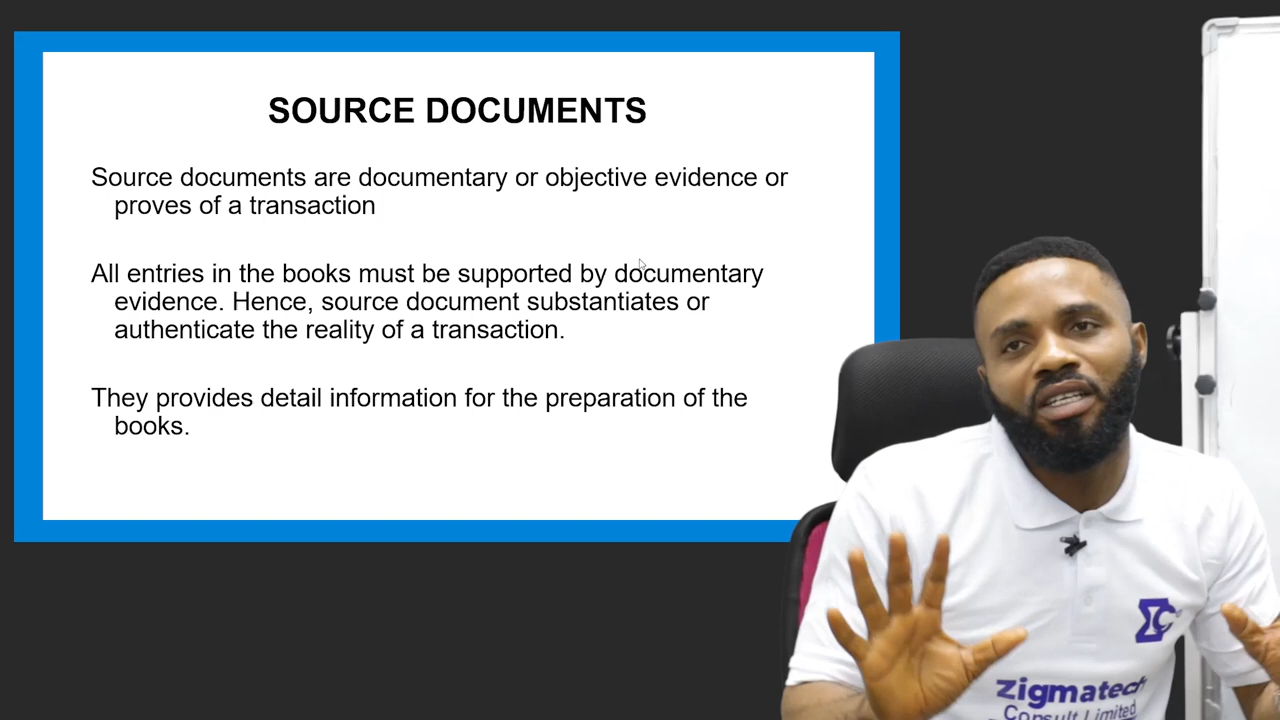 SOURCE DOCUMENTS
Source documents are documentary or objective evidence or
proves of a transaction
All entries in the books must be supported by documentary
evidence. Hence, source document substantiates or
authenticate the reality of a transaction.
They provides detail information for the preparation of the
books.
zigmatech
Consult Limited